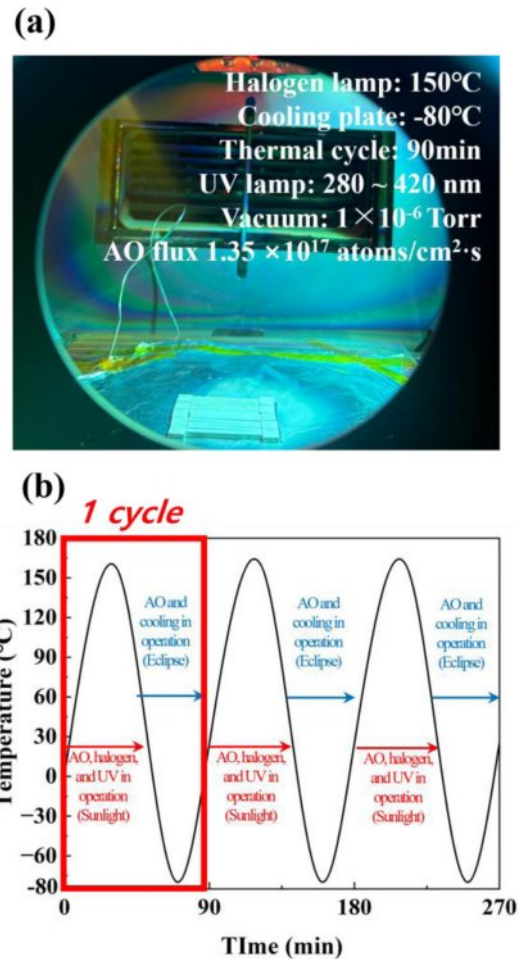 (a)
Halogen lamp: 150°C
Cooling plate: -80°C
Thermal cycle: 90min
UV lamp: 280 ~ 420 nm
Vacuum: 1×10⁻⁶ Torr
AO flux 1.35 ×10¹⁷ atoms/cm²·s
(b)
1 cycle
180
150
120
90
60
30
0
−30
−60
-80
Temperature (°C)
AO and
cooling in
operation
(Eclipse)
AO and
cooling in
operation
(Eclipse)
AO and
cooling in
operation
(Eclipse)
AO, halogen,
and UV in
operation
(Sunlight)
AO, halogen,
and UV in
operation
(Sunlight)
AO, halogen,
and UV in
operation
(Sunlight)
0
90
180
270
TIme (min)